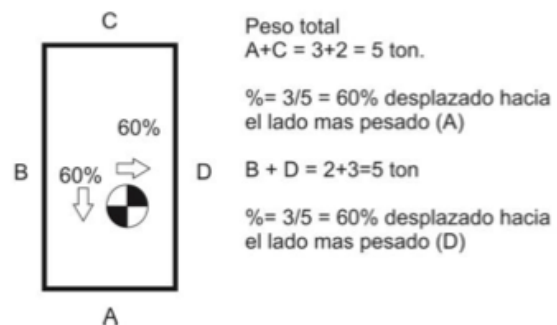 C
60%
B
60%
D
A
Peso total
A+C = 3+2 = 5 ton.
%= 3/5 = 60% desplazado hacia
el lado mas pesado (A)
B + D = 2+3=5 ton
%= 3/5 = 60% desplazado hacia
el lado mas pesado (D)